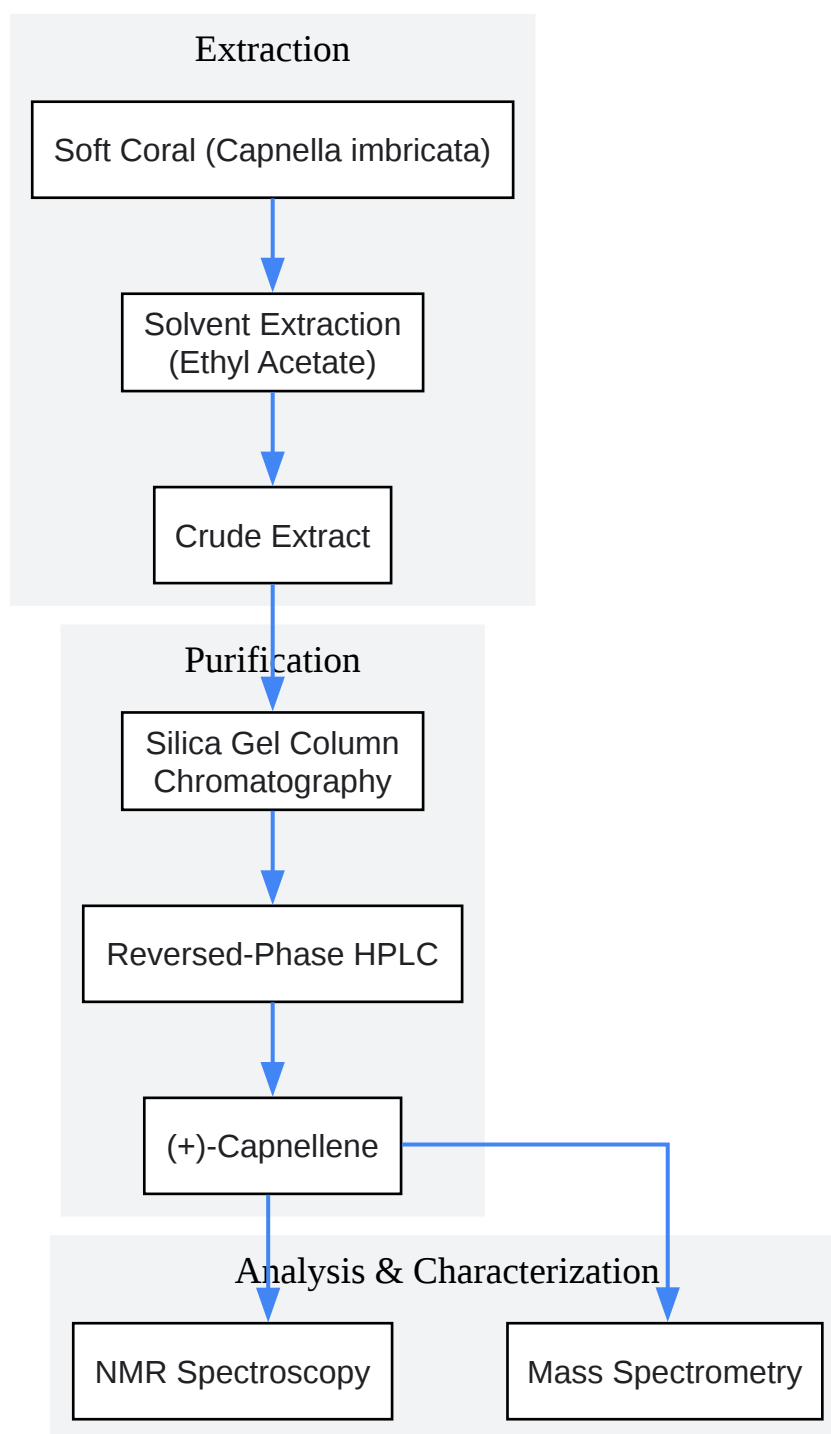 Extraction
Soft Coral (Capnella imbricata)
Solvent Extraction
(Ethyl Acetate)
Crude Extract
Purification
Silica Gel Column
Chromatography
Reversed-Phase HPLC
(+)-Capnellene
Analysis & Characterization
NMR Spectroscopy
Mass Spectrometry